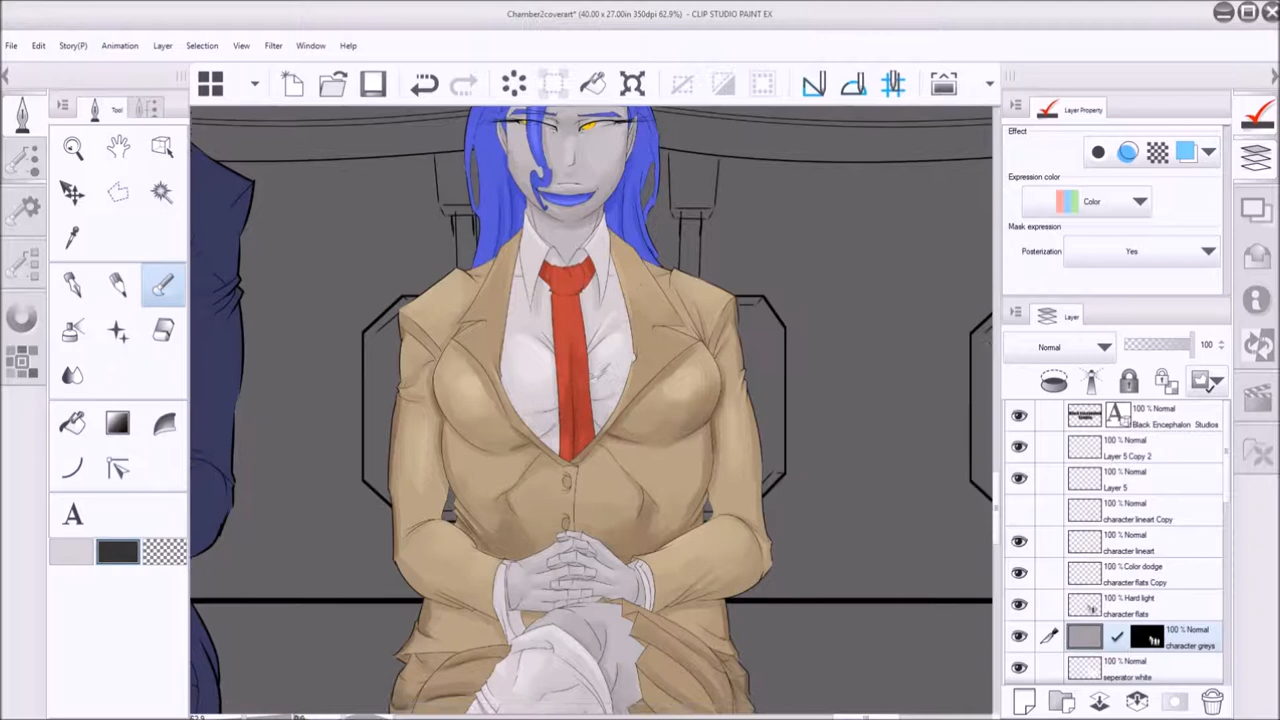 Chamber2coverart* (40.00 x 27.00in 350dpi 62.9%) - CLIP STUDIO PAINT EX
File Edit Story(P) Animation Layer Selection View Filter Window Help
Tool
Layer Property
Effect
Expression color
Color
Mask expression
Posterization Yes
Layer
Normal 100
100 % Normal
Black Encephalon Studios
100 % Normal
Layer 5 Copy 2
100 % Normal
Layer 5
100 % Normal
character lineart Copy
100 % Normal
character lineart
100 % Color dodge
character flats Copy
100 % Hard light
character flats
100 % Normal
character greys
100 % Normal
seperator white
A